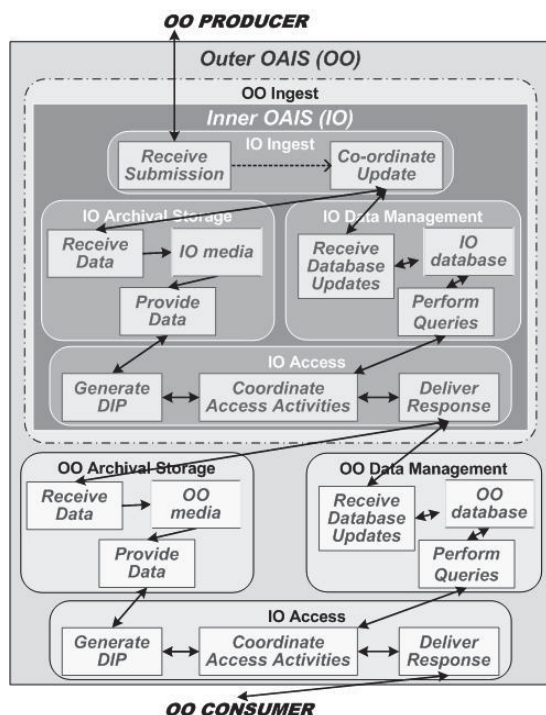 OO PRODUCER
Outer OAIS (OO)
OO Ingest
Inner OAIS (IO)
IO Ingest
Receive
Submission
Co-ordinate
Update
IO Archival Storage
Receive
Data
IO media
Provide
Data
IO Data Management
Receive
Database
Updates
IO
database
Perform
Queries
IO Access
Generate
DIP
Coordinate
Access Activities
Deliver
Response
OO Archival Storage
Receive
Data
OO
media
Provide
Data
OO Data Management
Receive
Database
Updates
OO
database
Perform
Queries
IO Access
Generate
DIP
Coordinate
Access Activities
Deliver
Response
OO CONSUMER